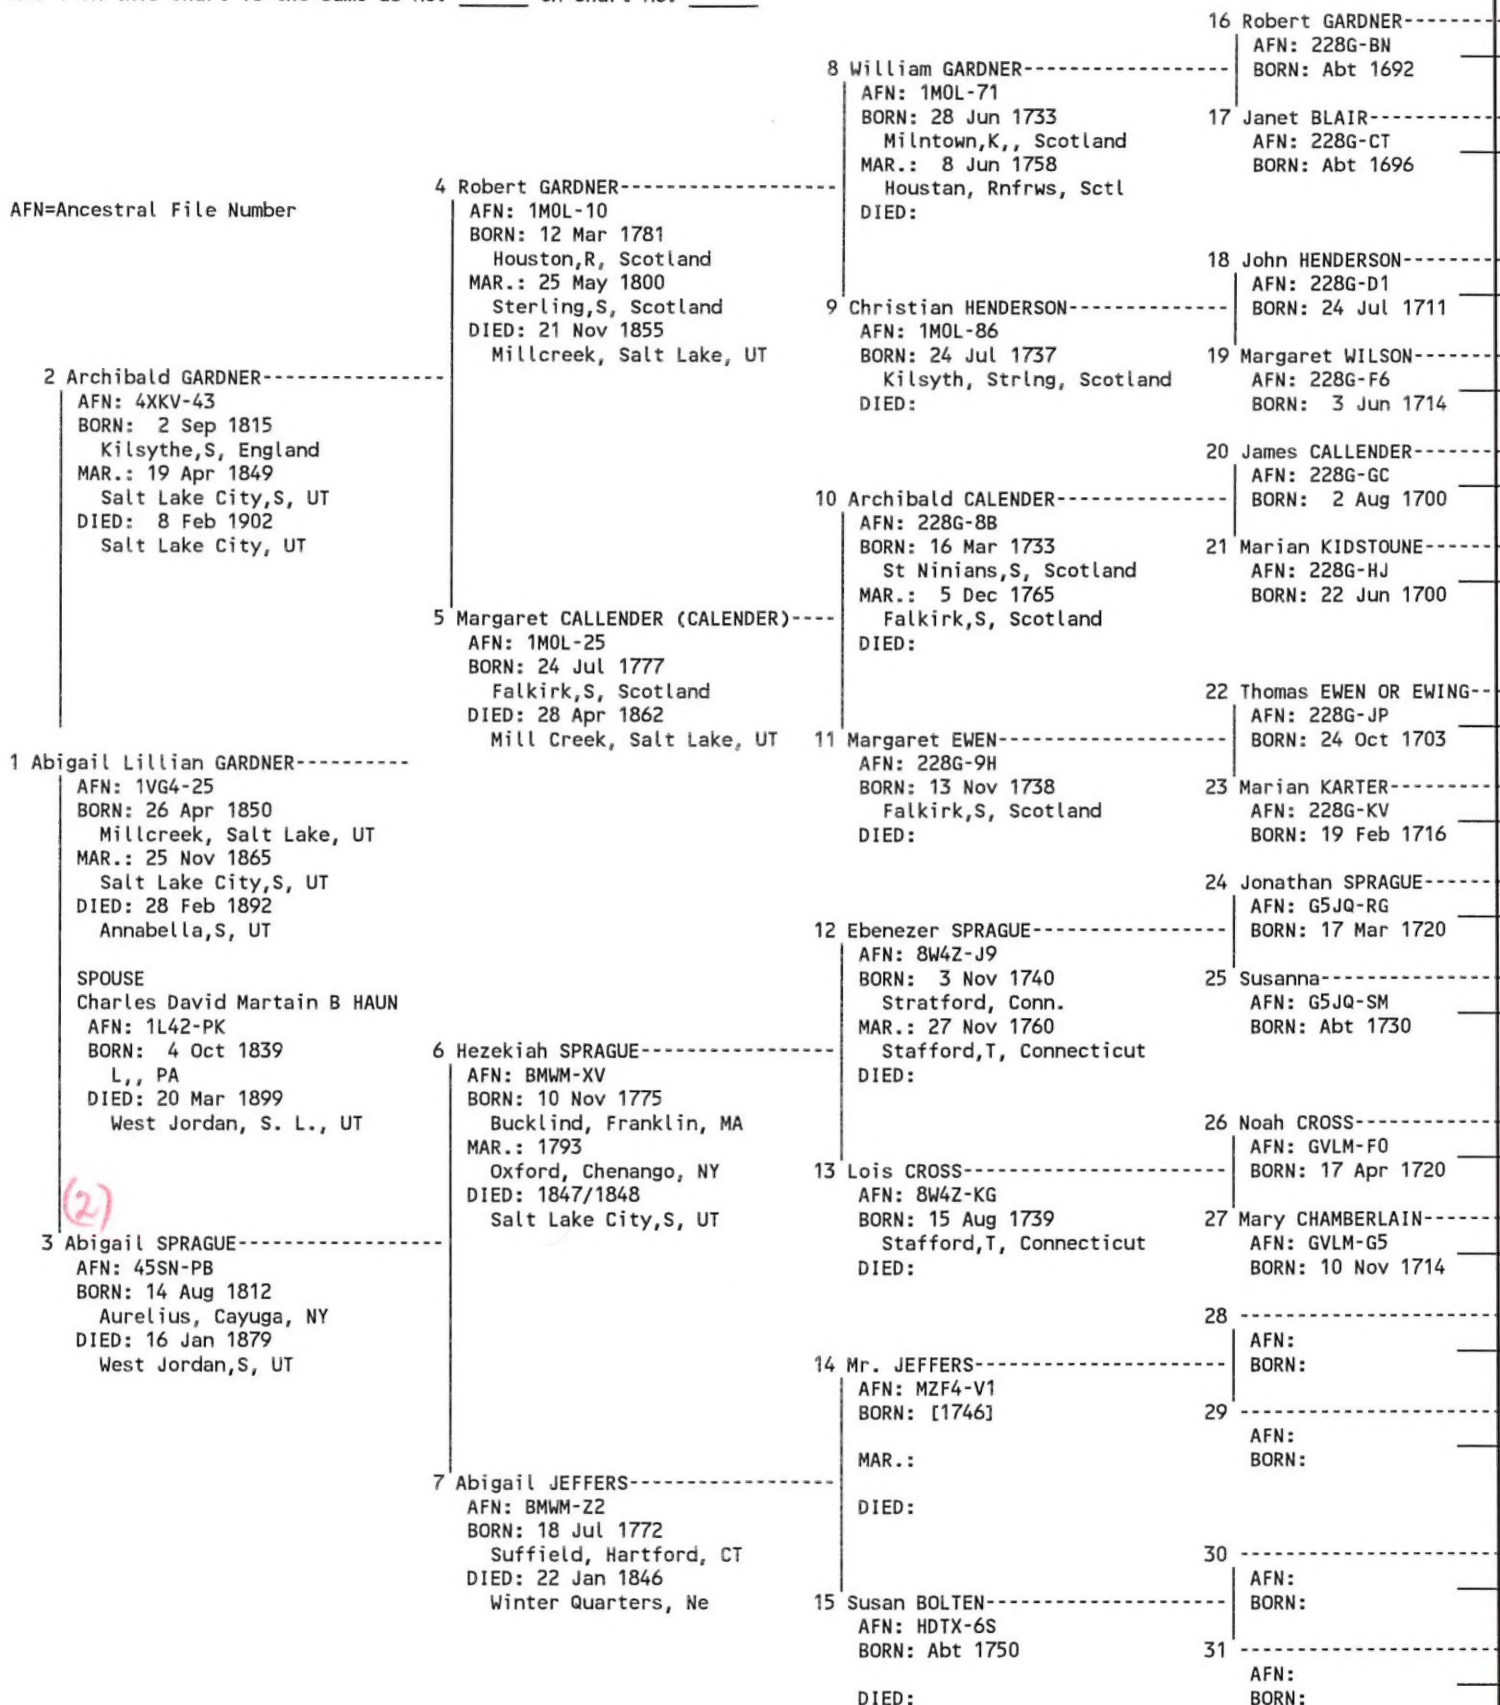 AFN=Ancestral File Number
1 Abigail Lillian GARDNER----------
AFN: 1VG4-25
BORN: 26 Apr 1850
Millcreek, Salt Lake, UT
MAR.: 25 Nov 1865
Salt Lake City,S, UT
DIED: 28 Feb 1892
Annabella,S, UT
SPOUSE
Charles David Martain B HAUN
AFN: 1L42-PK
BORN:  4 Oct 1839
L,, PA
DIED: 20 Mar 1899
West Jordan, S. L., UT
2 Archibald GARDNER---------------
AFN: 4XKV-43
BORN:  2 Sep 1815
Kilsythe,S, England
MAR.: 19 Apr 1849
Salt Lake City,S, UT
DIED:  8 Feb 1902
Salt Lake City, UT
(2)
3 Abigail SPRAGUE-----------------
AFN: 45SN-PB
BORN: 14 Aug 1812
Aurelius, Cayuga, NY
DIED: 16 Jan 1879
West Jordan,S, UT
4 Robert GARDNER------------------
AFN: 1M0L-10
BORN: 12 Mar 1781
Houston,R, Scotland
MAR.: 25 May 1800
Sterling,S, Scotland
DIED: 21 Nov 1855
Millcreek, Salt Lake, UT
5 Margaret CALLENDER (CALENDER)----
AFN: 1M0L-25
BORN: 24 Jul 1777
Falkirk,S, Scotland
DIED: 28 Apr 1862
Mill Creek, Salt Lake, UT
6 Hezekiah SPRAGUE----------------
AFN: BMWM-XV
BORN: 10 Nov 1775
Bucklind, Franklin, MA
MAR.: 1793
Oxford, Chenango, NY
DIED: 1847/1848
Salt Lake City,S, UT
7 Abigail JEFFERS-----------------
AFN: BMWM-Z2
BORN: 18 Jul 1772
Suffield, Hartford, CT
DIED: 22 Jan 1846
Winter Quarters, Ne
8 William GARDNER-----------------
AFN: 1M0L-71
BORN: 28 Jun 1733
Milntown,K,, Scotland
MAR.:  8 Jun 1758
Houstan, Rnfrws, Sctl
DIED:
9 Christian HENDERSON-------------
AFN: 1M0L-86
BORN: 24 Jul 1737
Kilsyth, Strlng, Scotland
DIED:
10 Archibald CALENDER--------------
AFN: 228G-8B
BORN: 16 Mar 1733
St Ninians,S, Scotland
MAR.:  5 Dec 1765
Falkirk,S, Scotland
DIED:
11 Margaret EWEN-------------------
AFN: 228G-9H
BORN: 13 Nov 1738
Falkirk,S, Scotland
DIED:
12 Ebenezer SPRAGUE----------------
AFN: 8W4Z-J9
BORN:  3 Nov 1740
Stratford, Conn.
MAR.: 27 Nov 1760
Stafford,T, Connecticut
DIED:
13 Lois CROSS----------------------
AFN: 8W4Z-KG
BORN: 15 Aug 1739
Stafford,T, Connecticut
DIED:
14 Mr. JEFFERS---------------------
AFN: MZF4-V1
BORN: [1746]
MAR.:
DIED:
15 Susan BOLTEN--------------------
AFN: HDTX-6S
BORN: Abt 1750
DIED:
16 Robert GARDNER--------
AFN: 228G-BN
BORN: Abt 1692
17 Janet BLAIR-----------
AFN: 228G-CT
BORN: Abt 1696
18 John HENDERSON--------
AFN: 228G-D1
BORN: 24 Jul 1711
19 Margaret WILSON-------
AFN: 228G-F6
BORN:  3 Jun 1714
20 James CALLENDER-------
AFN: 228G-GC
BORN:  2 Aug 1700
21 Marian KIDSTOUNE------
AFN: 228G-HJ
BORN: 22 Jun 1700
22 Thomas EWEN OR EWING--
AFN: 228G-JP
BORN: 24 Oct 1703
23 Marian KARTER---------
AFN: 228G-KV
BORN: 19 Feb 1716
24 Jonathan SPRAGUE------
AFN: G5JQ-RG
BORN: 17 Mar 1720
25 Susanna---------------
AFN: G5JQ-SM
BORN: Abt 1730
26 Noah CROSS------------
AFN: GVLM-F0
BORN: 17 Apr 1720
27 Mary CHAMBERLAIN------
AFN: GVLM-G5
BORN: 10 Nov 1714
28 ----------------------
AFN:
BORN:
29 ----------------------
AFN:
BORN:
30 ----------------------
AFN:
BORN:
31 ----------------------
AFN:
BORN: